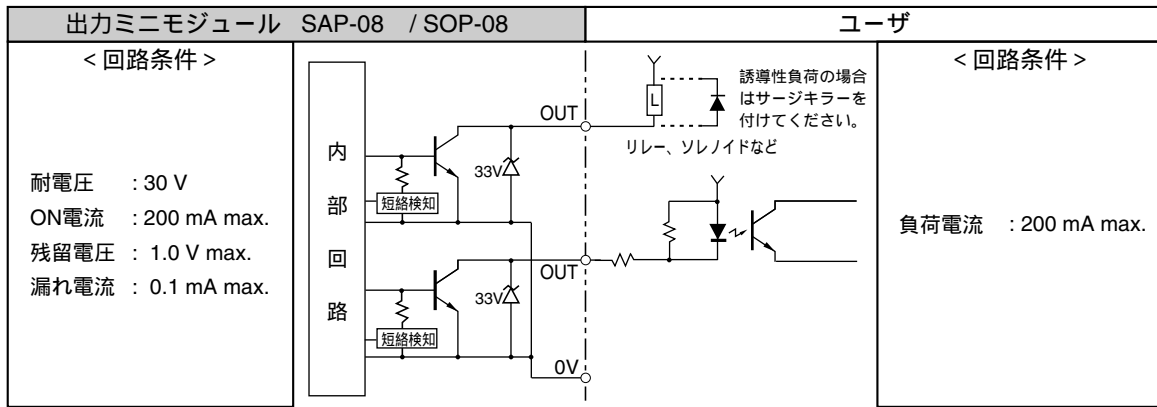 出力ミニモジュール SAP-08 / SOP-08
ユーザ
< 回路条件 >
耐電圧 : 30 V
ON電流 : 200 mA max.
残留電圧 : 1.0 V max.
漏れ電流 : 0.1 mA max.
内部回路
短絡検知
33V
OUT
短絡検知
33V
OUT
0V
L
誘導性負荷の場合
はサージキラーを
付けてください。
リレー、ソレノイドなど
< 回路条件 >
負荷電流 : 200 mA max.